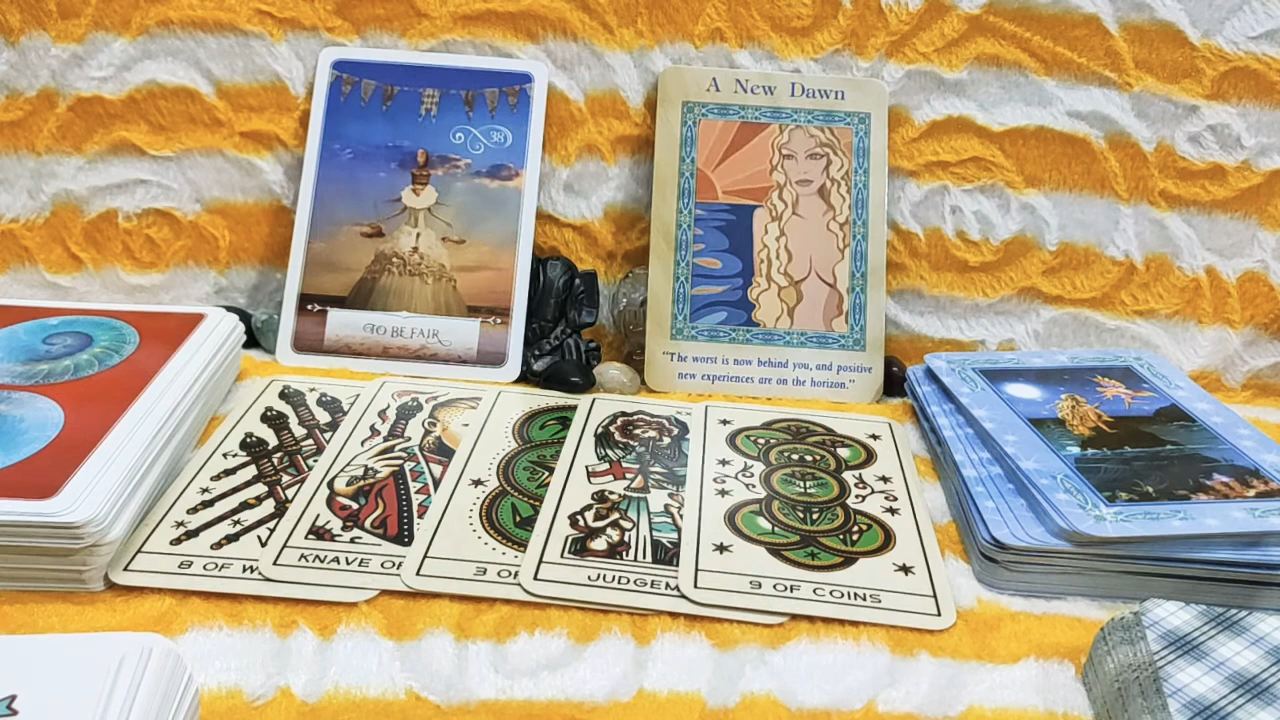 38
TO BE FAIR
A New Dawn
“The worst is now behind you, and positive
new experiences are on the horizon.”
8 OF W
KNAVE OF
3 OF
XX
JUDGEM
9 OF COINS